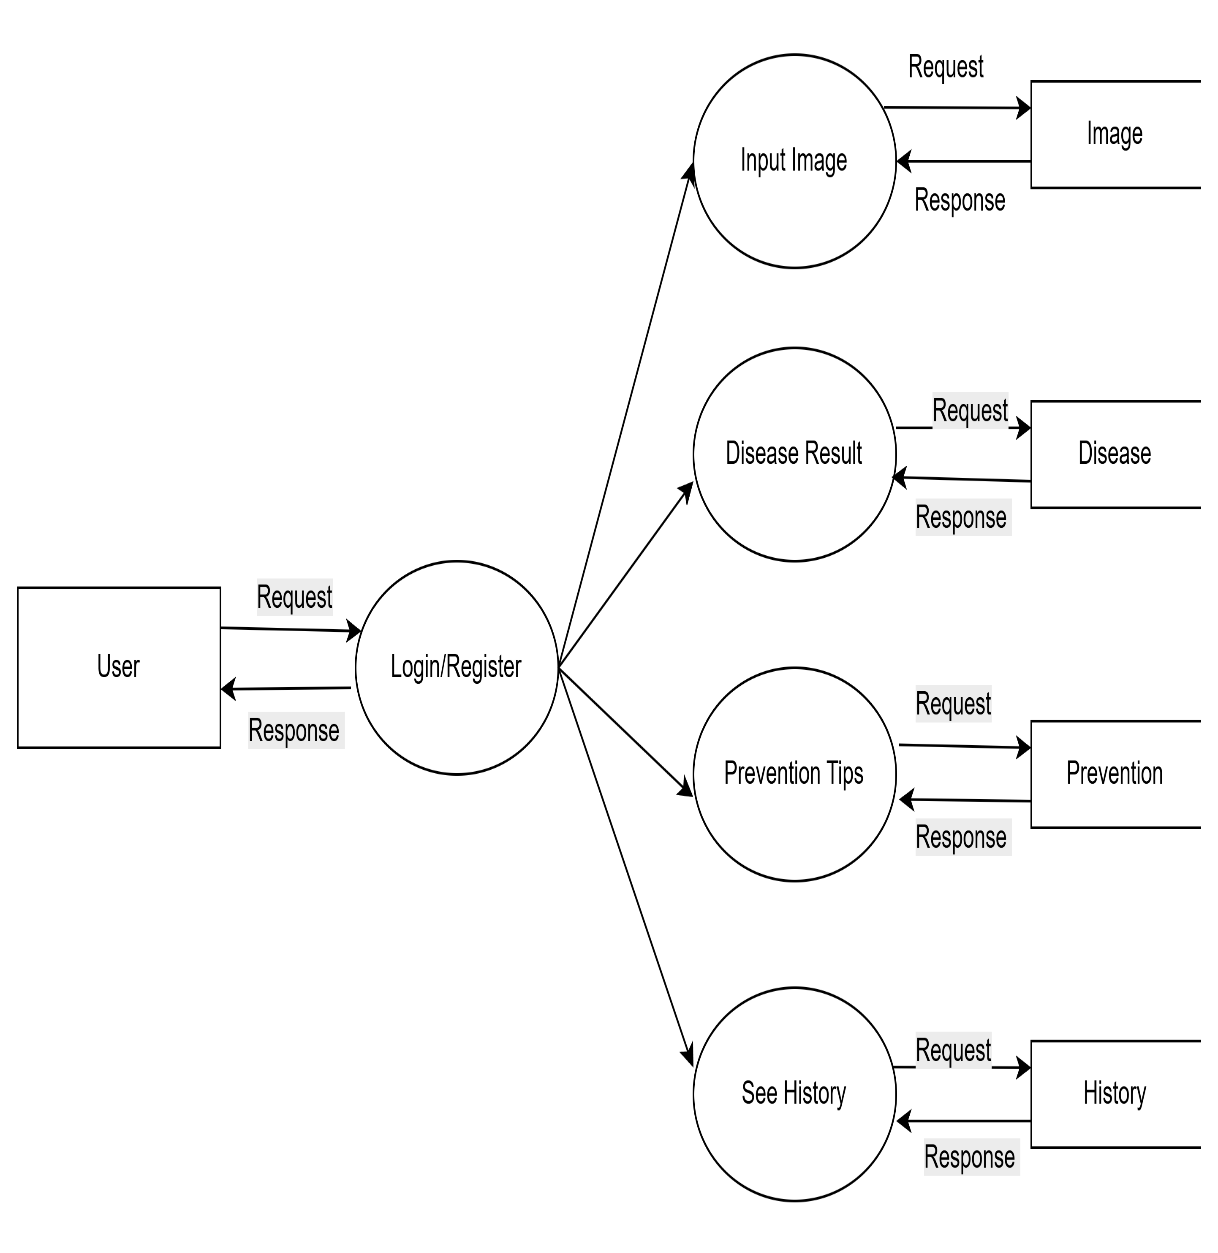 Request
Image
Input Image
Response
Request
Disease
Disease Result
Response
Request
User
Login/Register
Response
Request
Prevention Tips
Prevention
Response
Request
See History
History
Response